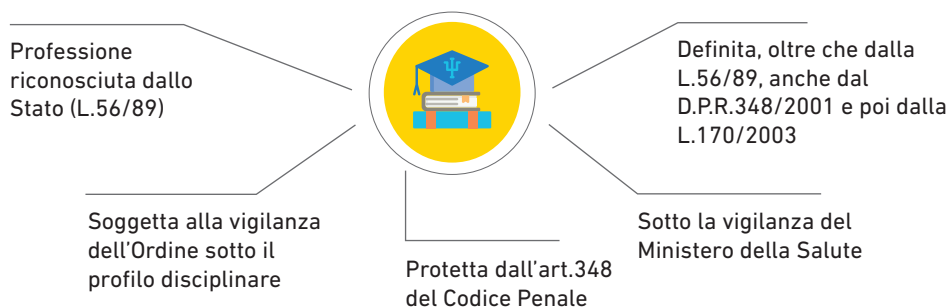 Professione
riconosciuta dallo
Stato (L.56/89)
Definita, oltre che dalla
L.56/89, anche dal
D.P.R.348/2001 e poi dalla
L.170/2003
Ψ
Soggetta alla vigilanza
dell'Ordine sotto il
profilo disciplinare
Protetta dall'art.348
del Codice Penale
Sotto la vigilanza del
Ministero della Salute